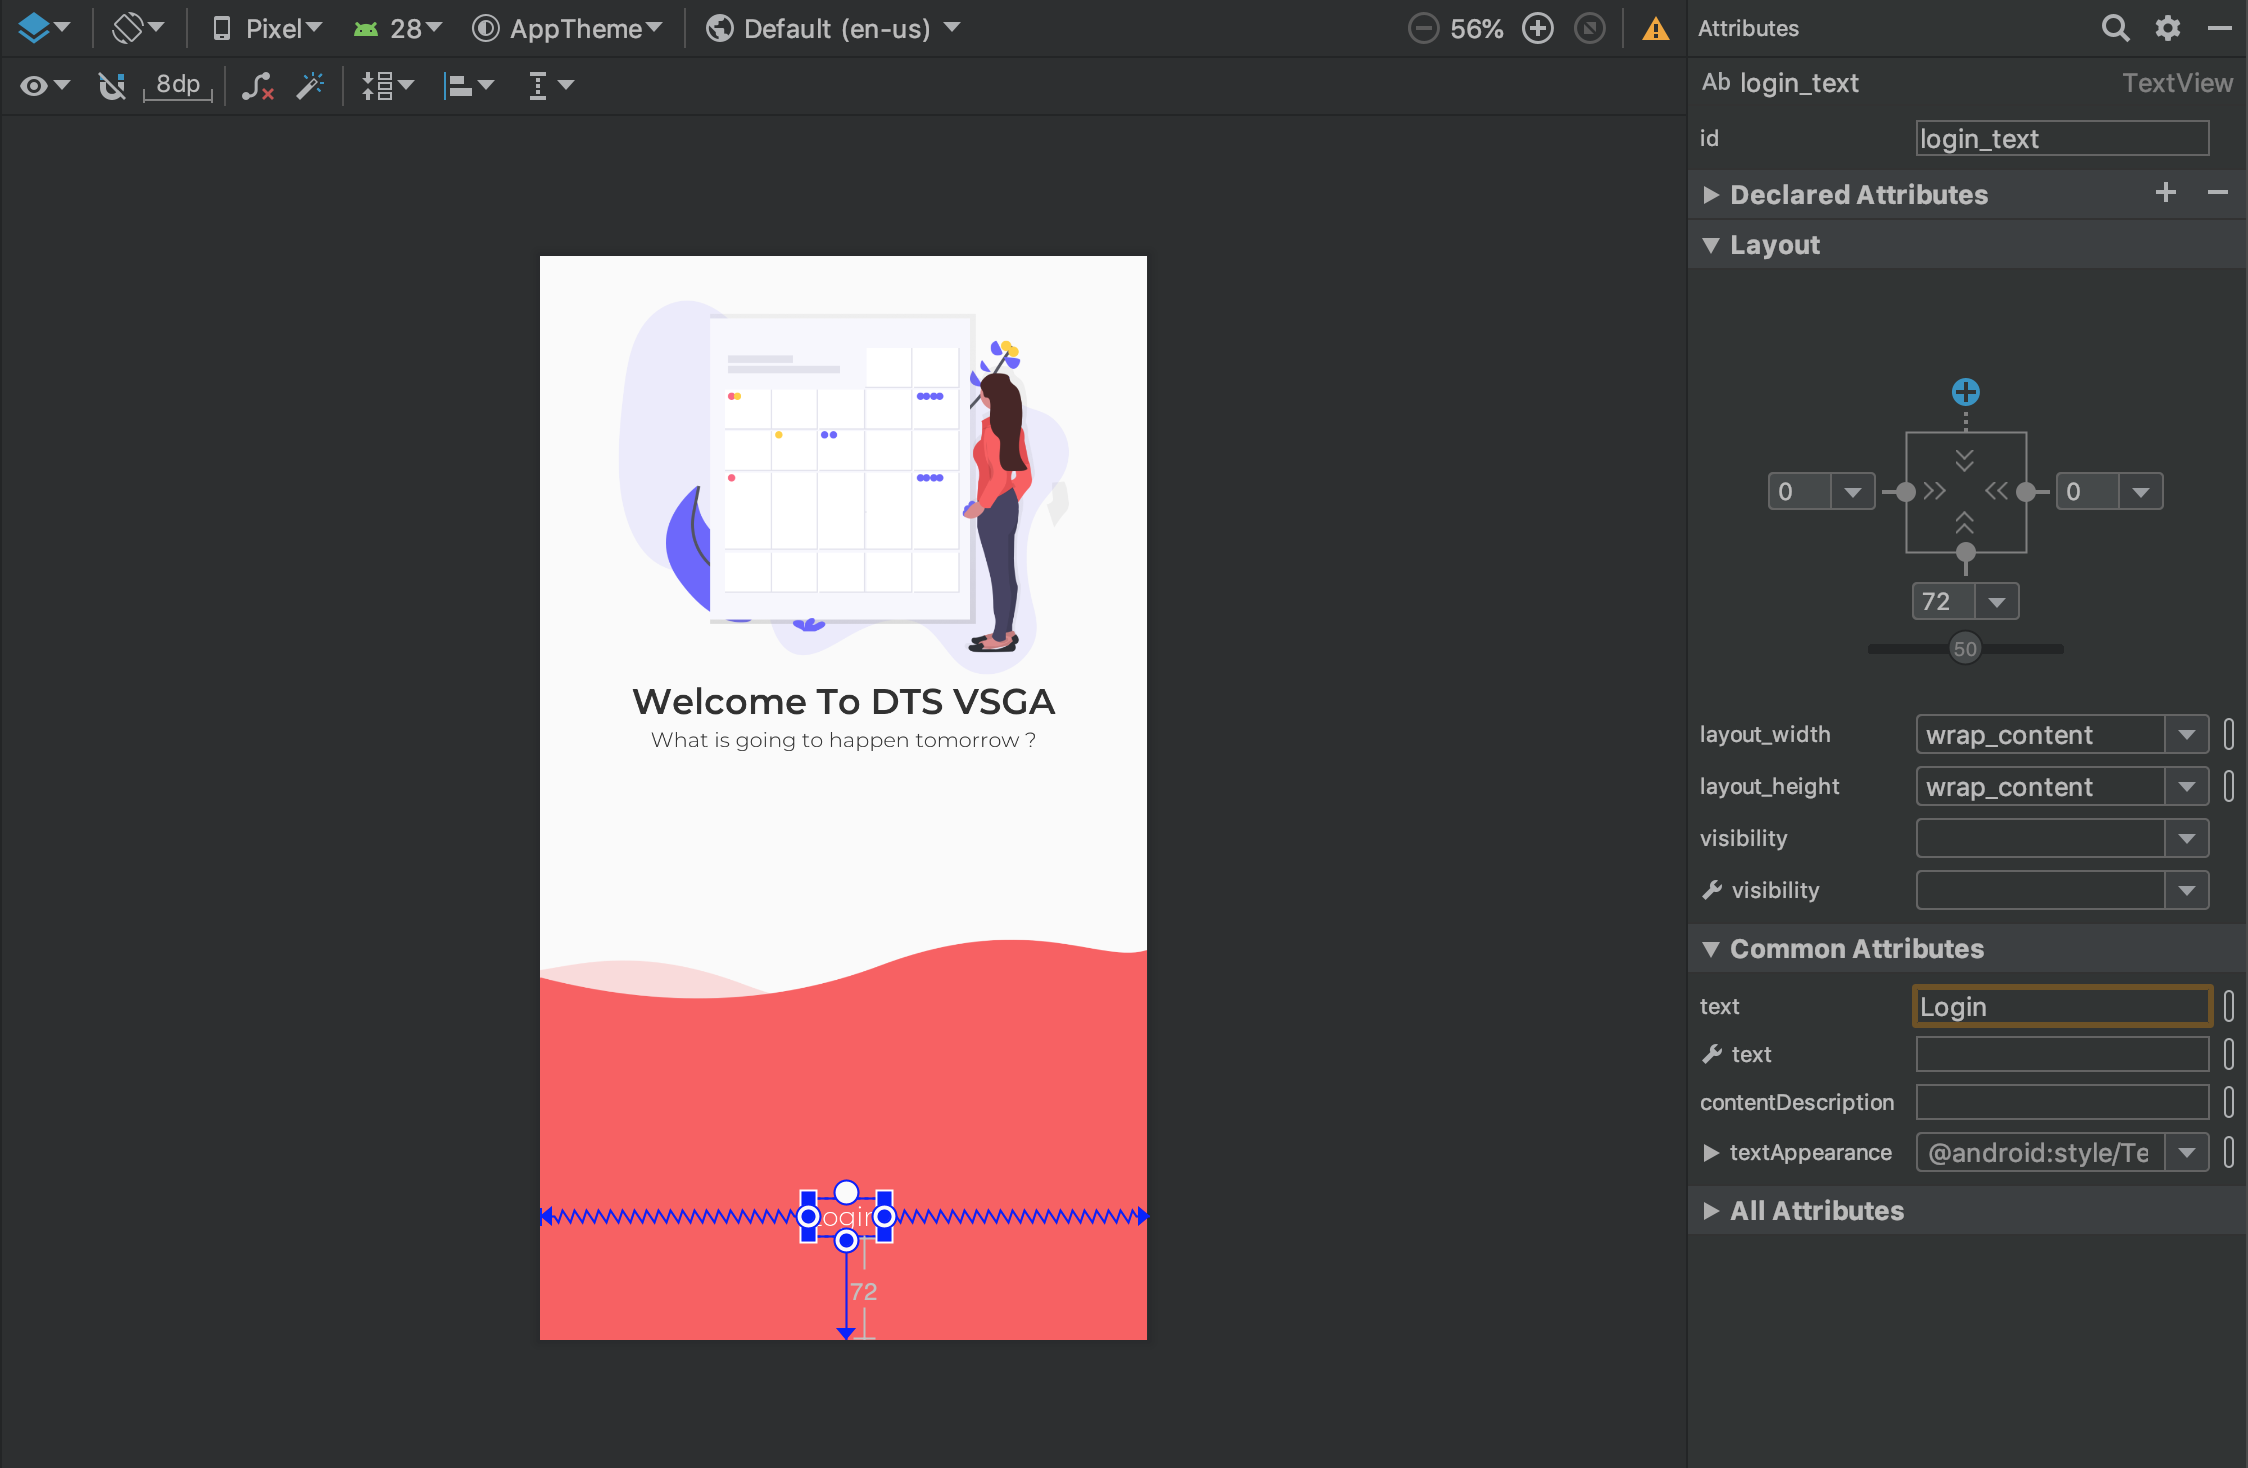 Pixel 28 AppTheme Default (en-us) 56%
8dp
Attributes
Ab login_text TextView
id login_text
Declared Attributes
Layout
0 0
72
50
layout_width wrap_content
layout_height wrap_content
visibility
visibility
Common Attributes
text Login
text
contentDescription
textAppearance @android:style/Te
All Attributes
Welcome To DTS VSGA
What is going to happen tomorrow ?
Login
72